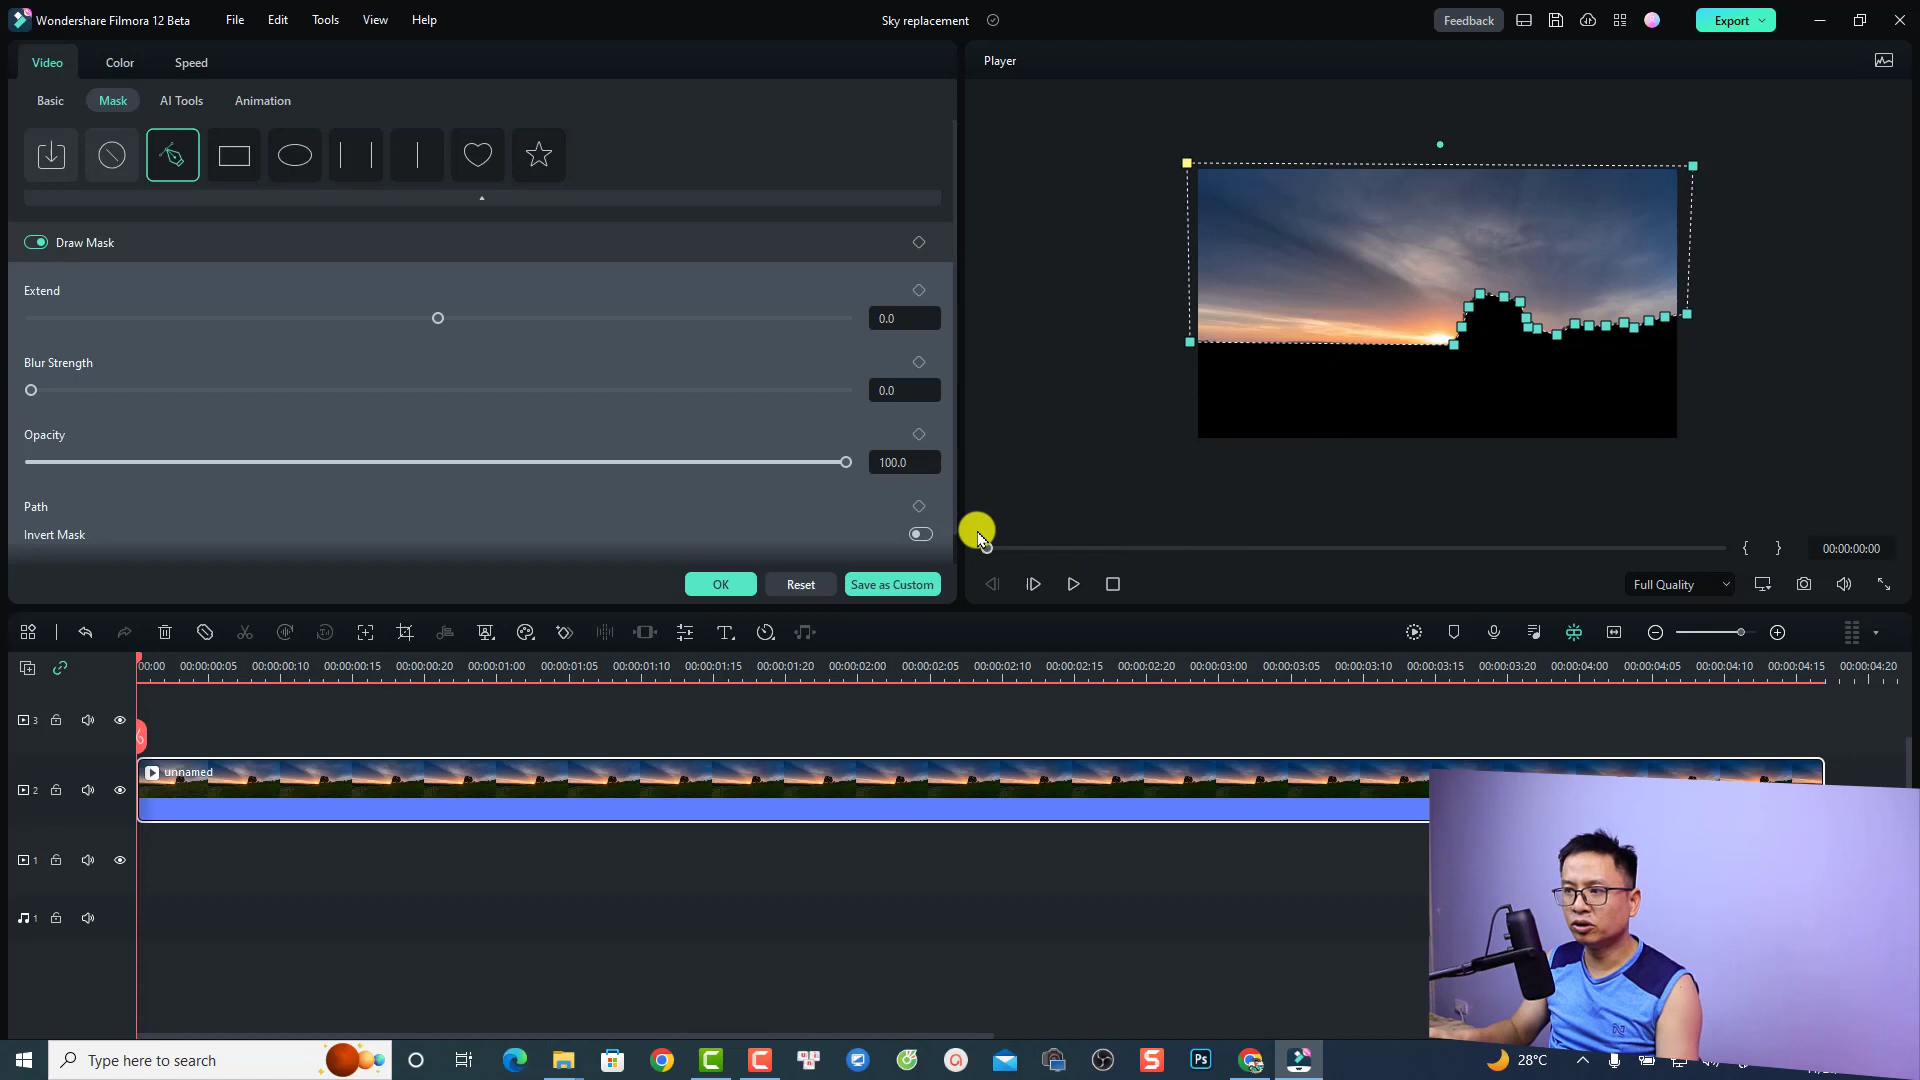 Wondershare Filmora 12 Beta
File
Edit
Tools
View
Help
Sky replacement
Feedback
Export
Video
Color
Speed
Player
Basic
Mask
AI Tools
Animation
Draw Mask
Extend
0.0
Blur Strength
0.0
Opacity
100.0
Path
Invert Mask
00:00:00:00
OK
Reset
Save as Custom
Full Quality
00:00
00:00:00:05
00:00:00:10
00:00:00:15
00:00:00:20
00:00:01:00
00:00:01:05
00:00:01:10
00:00:01:15
00:00:01:20
00:00:02:00
00:00:02:05
00:00:02:10
00:00:02:15
00:00:02:20
00:00:03:00
00:00:03:05
00:00:03:10
00:00:03:15
00:00:03:20
00:00:04:00
00:00:04:05
00:00:04:10
00:00:04:15
00:00:04:20
3
unnamed
2
1
1
Type here to search
Ps
28°C